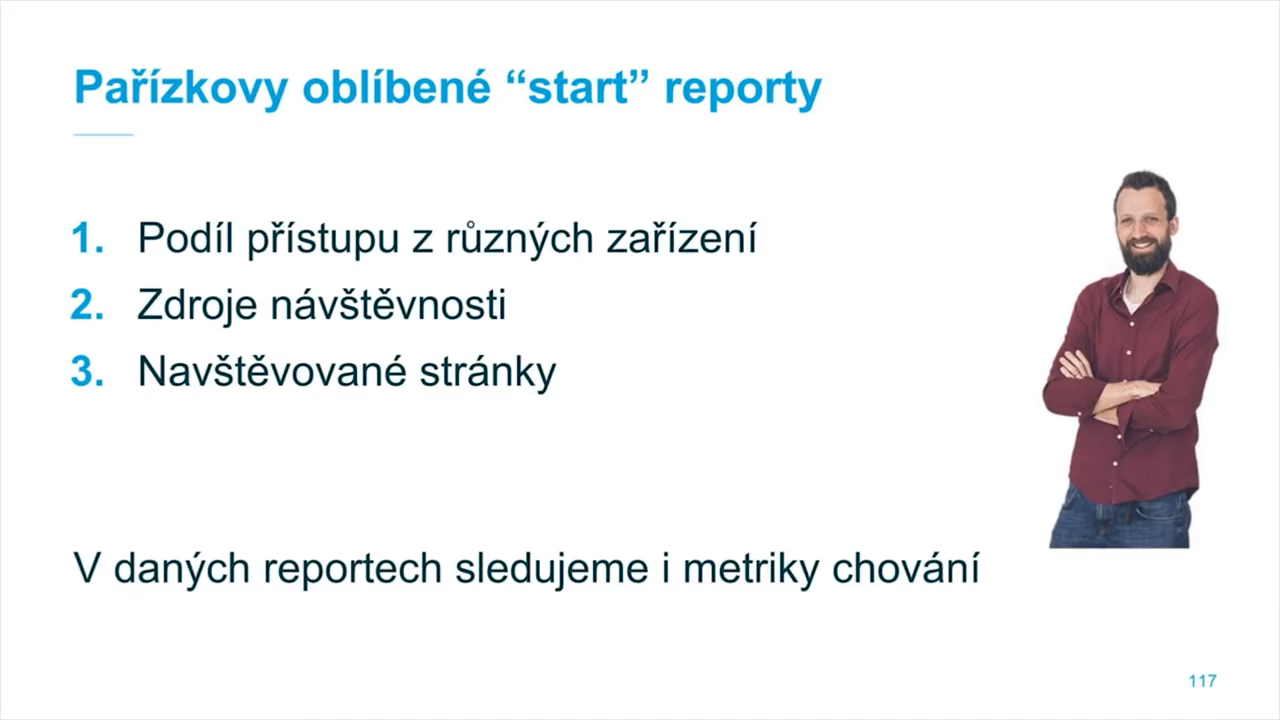 Pařízkovy oblíbené “start” reporty
1. Podíl přístupu z různých zařízení
2. Zdroje návštěvnosti
3. Navštěvované stránky
V daných reportech sledujeme i metriky chování
117